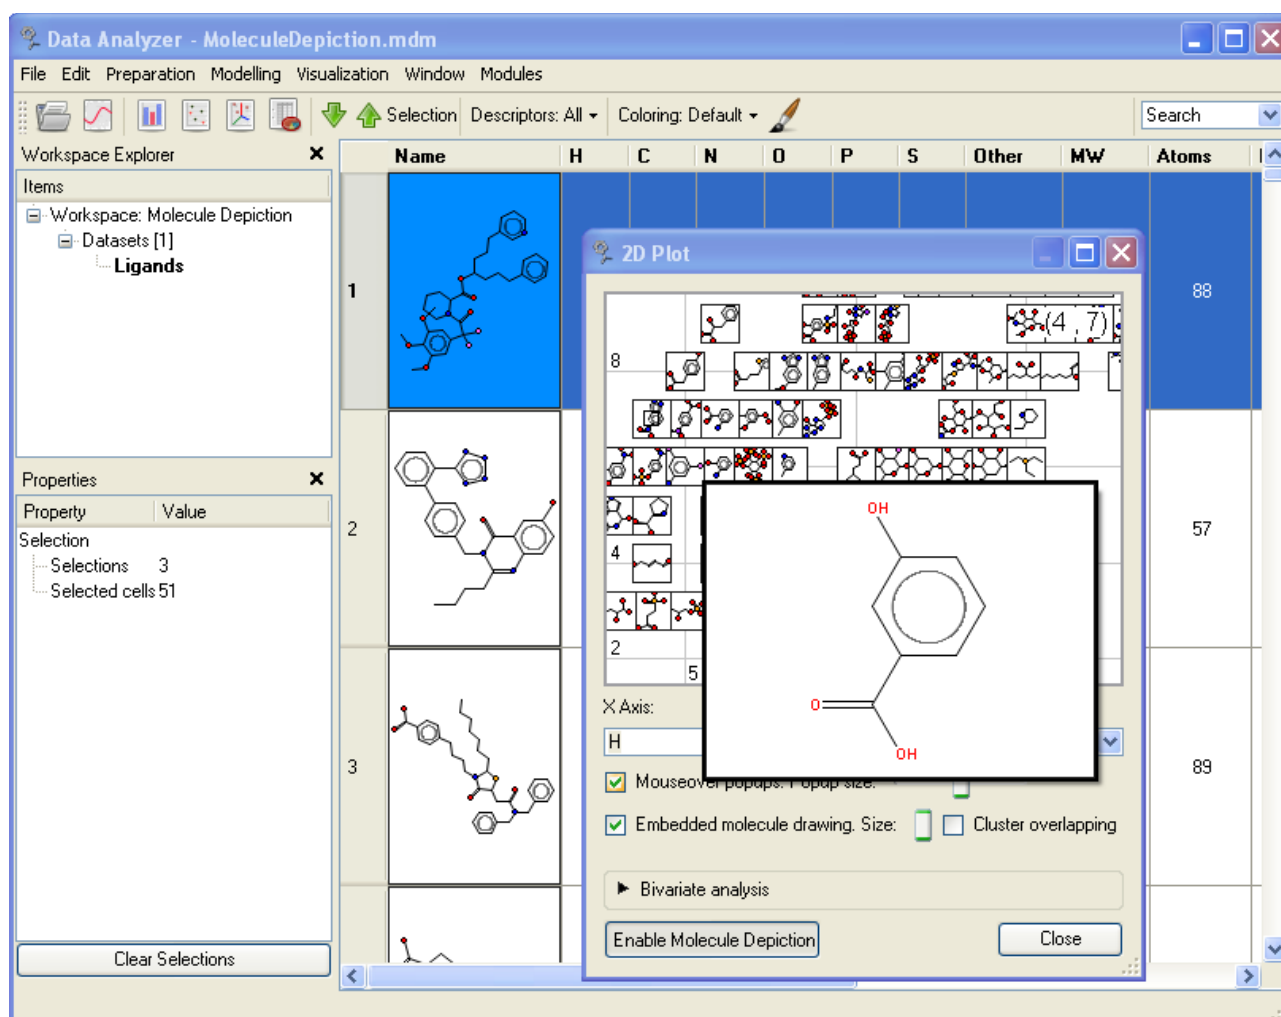 Data Analyzer - MoleculeDepiction.mdm
File Edit Preparation Modelling Visualization Window Modules
Selection Descriptors: All Coloring: Default Search
Workspace Explorer
Items
Workspace: Molecule Depiction
Datasets [1]
Ligands
Properties
Property Value
Selection
Selections 3
Selected cells 51
Clear Selections
Name H C N O P S Other MW Atoms
1 88
2 57
3 89
2D Plot
(4 , 7)
8
4
2
5
OH
O
OH
X Axis:
H
Mouseover popups. Popup size:
Embedded molecule drawing. Size: Cluster overlapping
Bivariate analysis
Enable Molecule Depiction Close